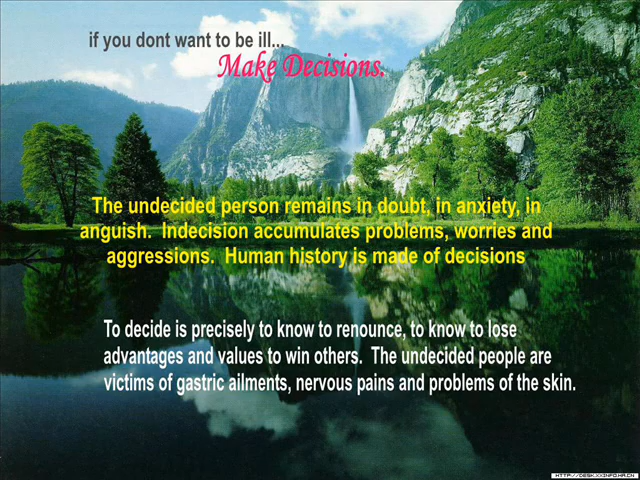 if you dont want to be ill...
Make Decisions.
The undecided person remains in doubt, in anxiety, in
anguish.  Indecision accumulates problems, worries and
aggressions.  Human history is made of decisions
To decide is precisely to know to renounce, to know to lose
advantages and values to win others.  The undecided people are
victims of gastric ailments, nervous pains and problems of the skin.